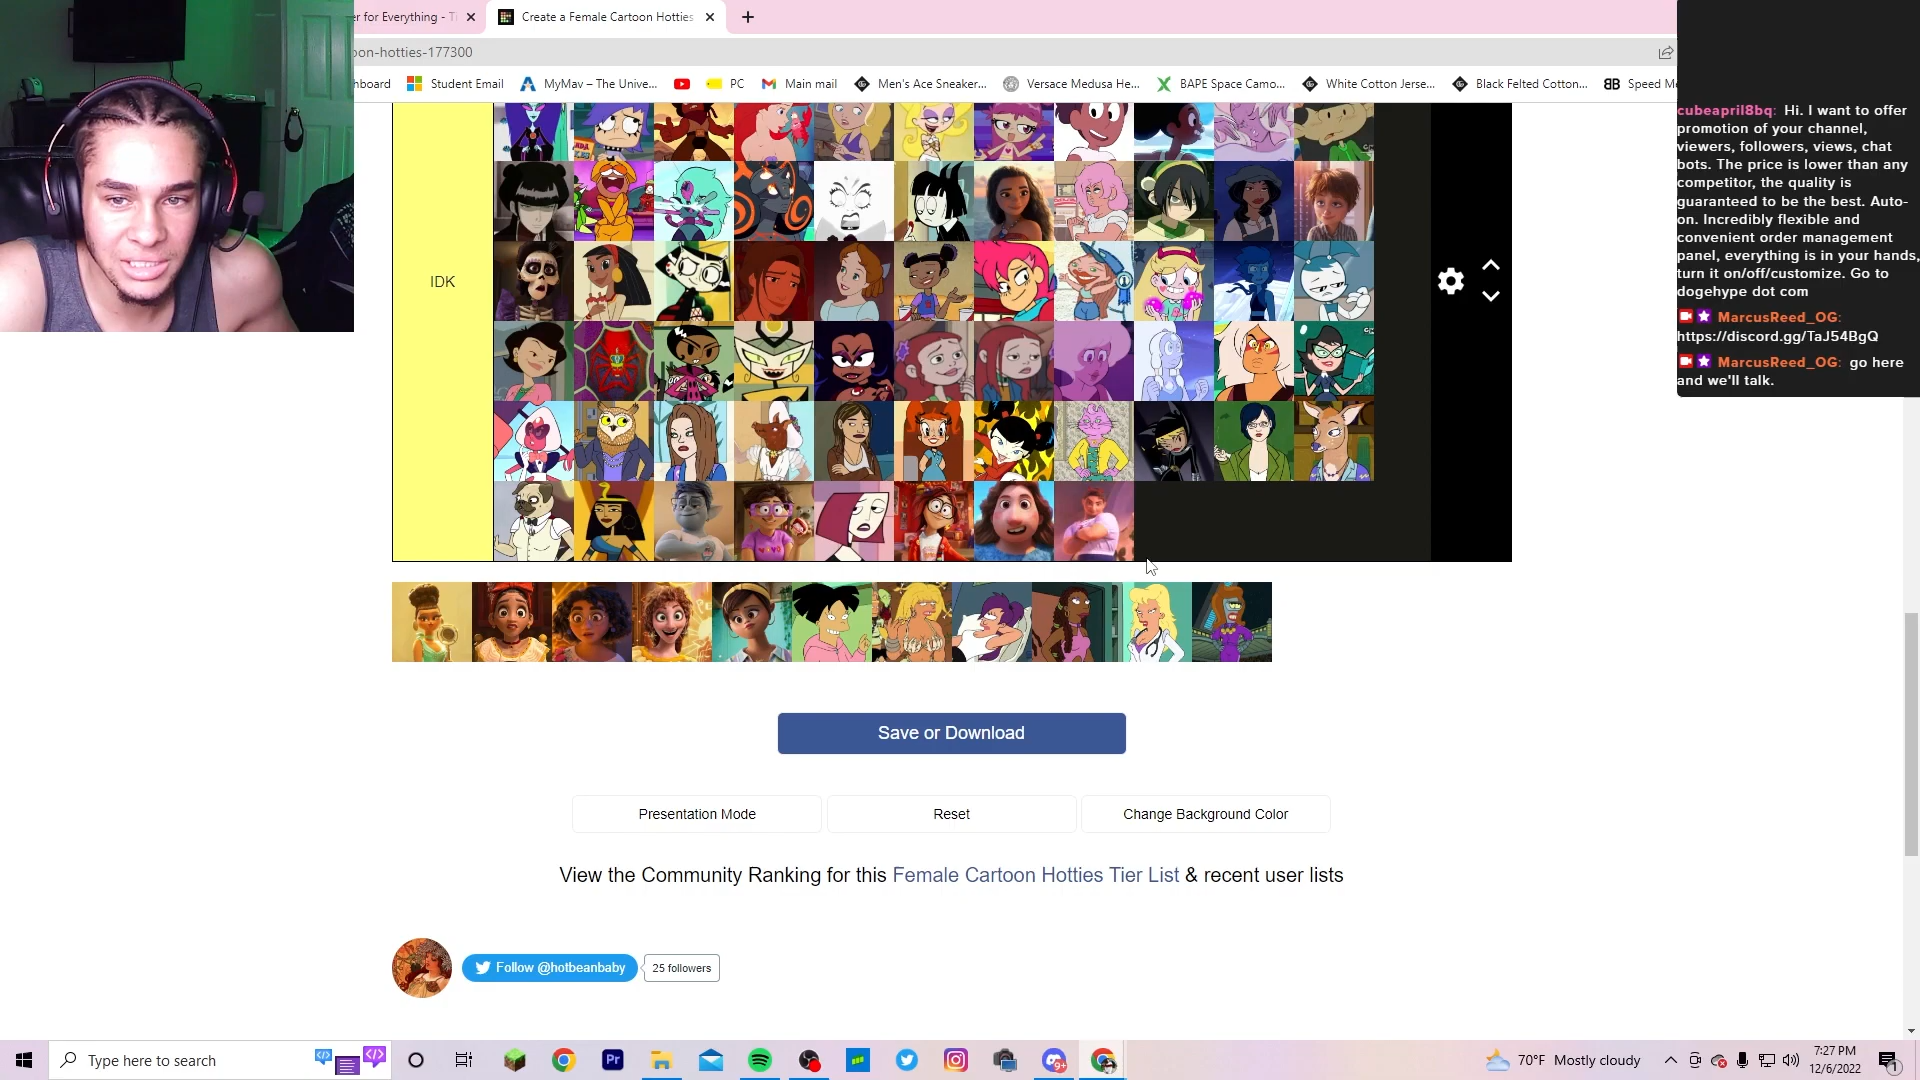 er for Everything - Ti
Create a Female Cartoon Hotties
oon-hotties-177300
hboard
Student Email
MyMav – The Unive...
PC
Main mail
Men's Ace Sneaker...
Versace Medusa He...
BAPE Space Camo...
White Cotton Jerse...
Black Felted Cotton...
Speed Me
cubeapril8bq: Hi. I want to offer
promotion of your channel,
viewers, followers, views, chat
bots. The price is lower than any
competitor, the quality is
guaranteed to be the best. Auto-
on. Incredibly flexible and
convenient order management
panel, everything is in your hands,
turn it on/off/customize. Go to
dogehype dot com
MarcusReed_OG:
https://discord.gg/TaJ54BgQ
MarcusReed_OG: go here
and we'll talk.
IDK
Save or Download
Presentation Mode
Reset
Change Background Color
View the Community Ranking for this Female Cartoon Hotties Tier List & recent user lists
Follow @hotbeanbaby
25 followers
Type here to search
Pr
9+
70°F Mostly cloudy
7:27 PM
12/6/2022
1